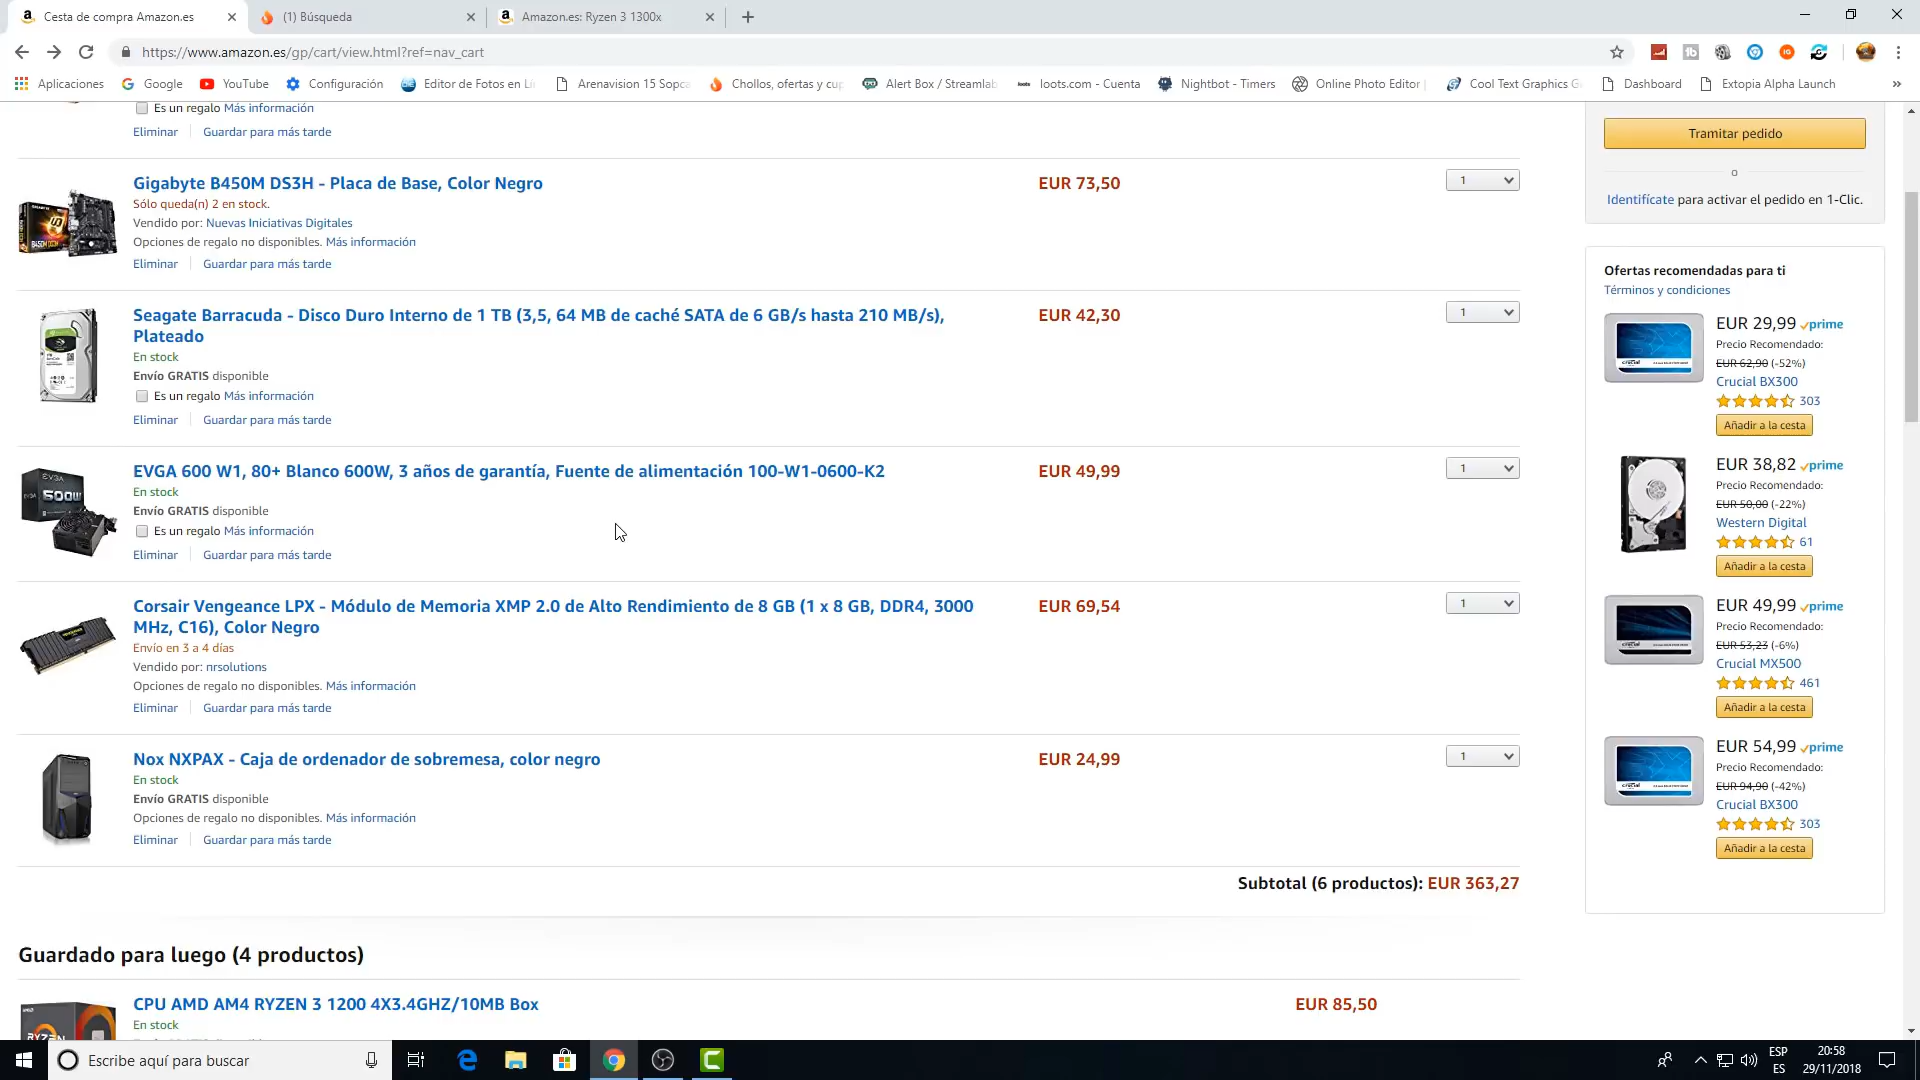 Cesta de compra Amazon.es
(1) Búsqueda
Amazon.es: Ryzen 3 1300x
https://www.amazon.es/gp/cart/view.html?ref=nav_cart
Aplicaciones
Google
YouTube
Configuración
Editor de Fotos en Lí
Arenavision 15 Sopca
Chollos, ofertas y cup
Alert Box / Streamlab
loots.com - Cuenta
Nightbot - Timers
Online Photo Editor
Cool Text Graphics G
Dashboard
Extopia Alpha Launch
»
Es un regalo Más información
Eliminar
Guardar para más tarde
Gigabyte B450M DS3H - Placa de Base, Color Negro
EUR 73,50
1
Sólo queda(n) 2 en stock.
Vendido por: Nuevas Iniciativas Digitales
Opciones de regalo no disponibles. Más información
Eliminar
Guardar para más tarde
Seagate Barracuda - Disco Duro Interno de 1 TB (3,5, 64 MB de caché SATA de 6 GB/s hasta 210 MB/s),
Plateado
EUR 42,30
1
En stock
Envío GRATIS disponible
Es un regalo Más información
Eliminar
Guardar para más tarde
EVGA 600 W1, 80+ Blanco 600W, 3 años de garantía, Fuente de alimentación 100-W1-0600-K2
EUR 49,99
1
En stock
Envío GRATIS disponible
Es un regalo Más información
Eliminar
Guardar para más tarde
Corsair Vengeance LPX - Módulo de Memoria XMP 2.0 de Alto Rendimiento de 8 GB (1 x 8 GB, DDR4, 3000
MHz, C16), Color Negro
EUR 69,54
1
Envío en 3 a 4 días
Vendido por: nrsolutions
Opciones de regalo no disponibles. Más información
Eliminar
Guardar para más tarde
Nox NXPAX - Caja de ordenador de sobremesa, color negro
EUR 24,99
1
En stock
Envío GRATIS disponible
Opciones de regalo no disponibles. Más información
Eliminar
Guardar para más tarde
Subtotal (6 productos): EUR 363,27
Guardado para luego (4 productos)
CPU AMD AM4 RYZEN 3 1200 4X3.4GHZ/10MB Box
EUR 85,50
En stock
Tramitar pedido
o
Identifícate para activar el pedido en 1-Clic.
Ofertas recomendadas para ti
Términos y condiciones
EUR 29,99 prime
Precio Recomendado:
EUR 62,90 (-52%)
Crucial BX300
303
Añadir a la cesta
EUR 38,82 prime
Precio Recomendado:
EUR 50,00 (-22%)
Western Digital
61
Añadir a la cesta
EUR 49,99 prime
Precio Recomendado:
EUR 53,23 (-6%)
Crucial MX500
461
Añadir a la cesta
EUR 54,99 prime
Precio Recomendado:
EUR 94,90 (-42%)
Crucial BX300
303
Añadir a la cesta
Escribe aquí para buscar
ESP
ES
20:58
29/11/2018